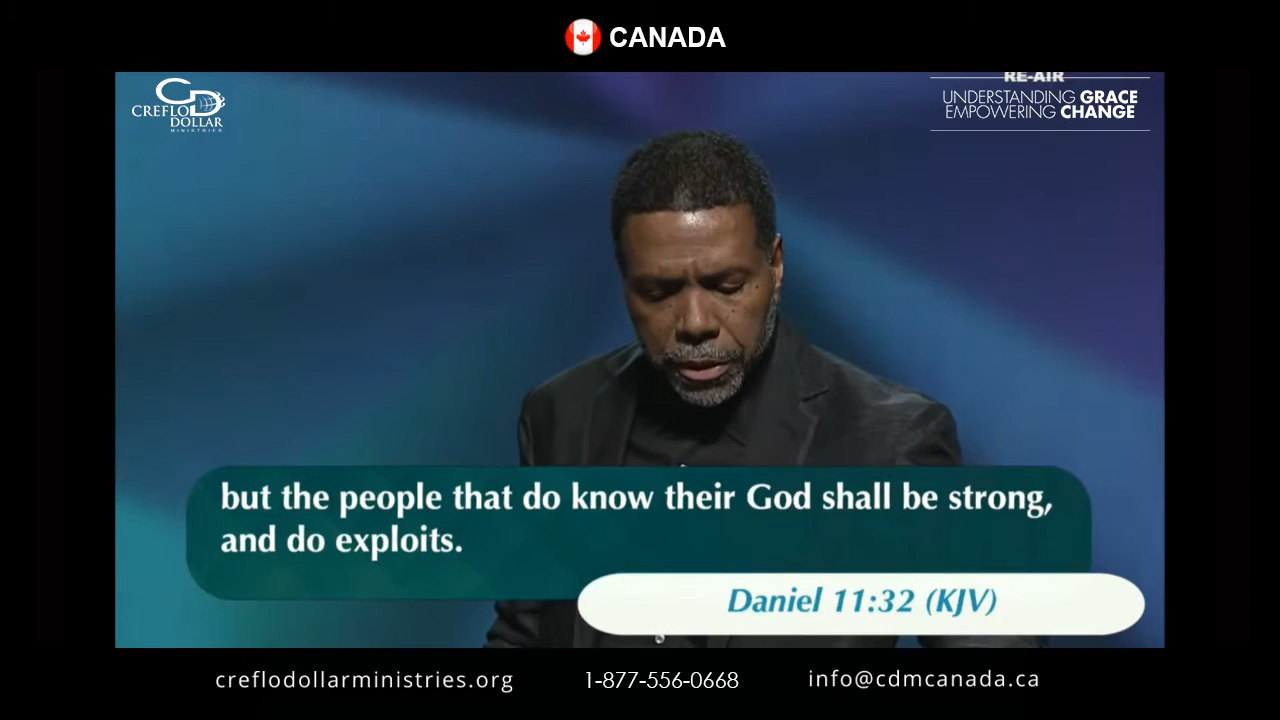 CANADA
CREFLO
DOLLAR
MINISTRIES
RE-AIR
UNDERSTANDING GRACE
EMPOWERING CHANGE
but the people that do know their God shall be strong,
and do exploits.
Daniel 11:32 (KJV)
creflodollarministries.org
1-877-556-0668
info@cdmcanada.ca